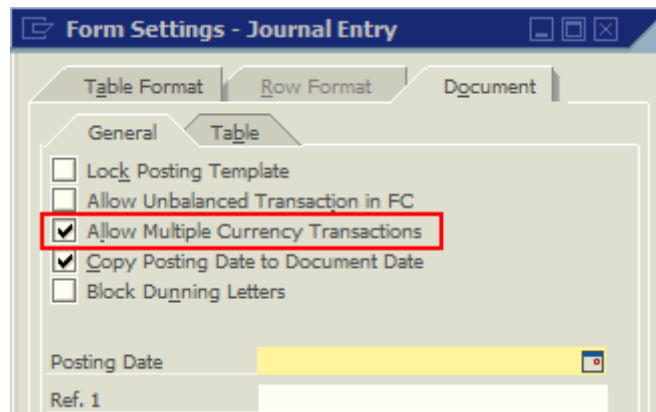 Form Settings - Journal Entry
Table Format Row Format Document
General Table
Lock Posting Template
Allow Unbalanced Transaction in FC
Allow Multiple Currency Transactions
Copy Posting Date to Document Date
Block Dunning Letters
Posting Date
Ref. 1